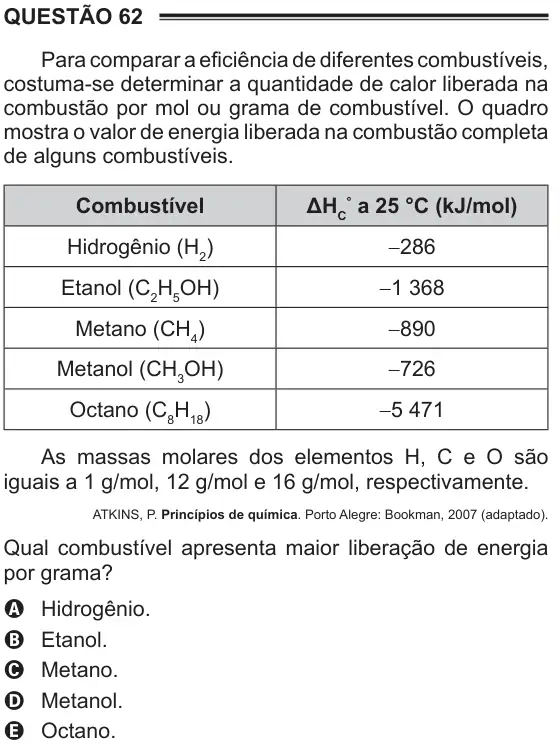 QUESTÃO 62
Para comparar a eficiência de diferentes combustíveis,
costuma-se determinar a quantidade de calor liberada na
combustão por mol ou grama de combustível. O quadro
mostra o valor de energia liberada na combustão completa
de alguns combustíveis.
Combustível ΔH_C° a 25 °C (kJ/mol)
Hidrogênio (H₂) −286
Etanol (C₂H₅OH) −1 368
Metano (CH₄) −890
Metanol (CH₃OH) −726
Octano (C₈H₁₈) −5 471
As massas molares dos elementos H, C e O são
iguais a 1 g/mol, 12 g/mol e 16 g/mol, respectivamente.
ATKINS, P. Princípios de química. Porto Alegre: Bookman, 2007 (adaptado).
Qual combustível apresenta maior liberação de energia
por grama?
A Hidrogênio.
B Etanol.
C Metano.
D Metanol.
E Octano.